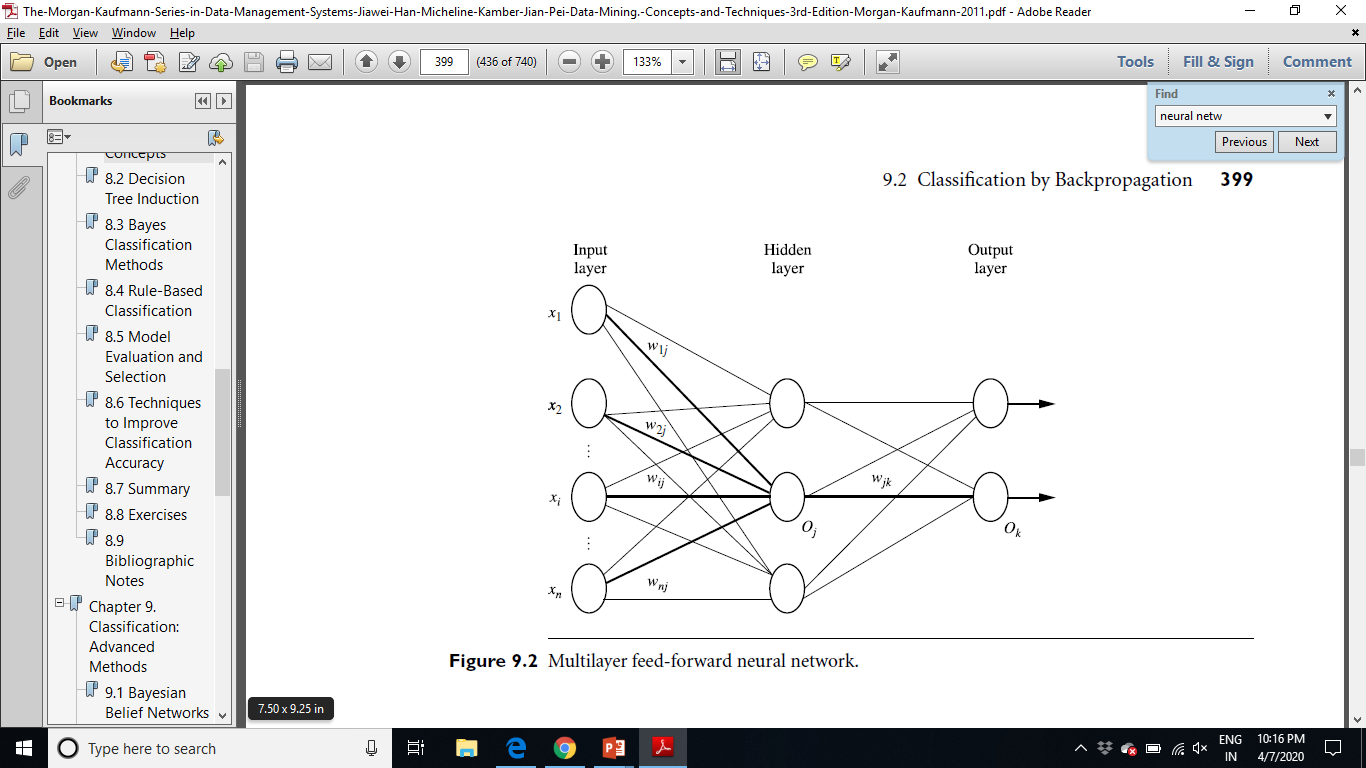 The-Morgan-Kaufmann-Series-in-Data-Management-Systems-Jiawei-Han-Micheline-Kamber-Jian-Pei-Data-Mining.-Concepts-and-Techniques-3rd-Edition-Morgan-Kaufmann-2011.pdf - Adobe Reader
File Edit View Window Help
Open
399 (436 of 740) 133%
Tools Fill & Sign Comment
Bookmarks
Concepts
8.2 Decision
Tree Induction
8.3 Bayes
Classification
Methods
8.4 Rule-Based
Classification
8.5 Model
Evaluation and
Selection
8.6 Techniques
to Improve
Classification
Accuracy
8.7 Summary
8.8 Exercises
8.9
Bibliographic
Notes
Chapter 9.
Classification:
Advanced
Methods
9.1 Bayesian
Belief Networks
Find
neural netw
Previous Next
9.2 Classification by Backpropagation 399
Input
layer
Hidden
layer
Output
layer
x1
w1j
x2
w2j
⋮
xi
wij
wjk
Oj
Ok
⋮
xn
wnj
Figure 9.2 Multilayer feed-forward neural network.
7.50 x 9.25 in
Type here to search
ENG
IN
10:16 PM
4/7/2020